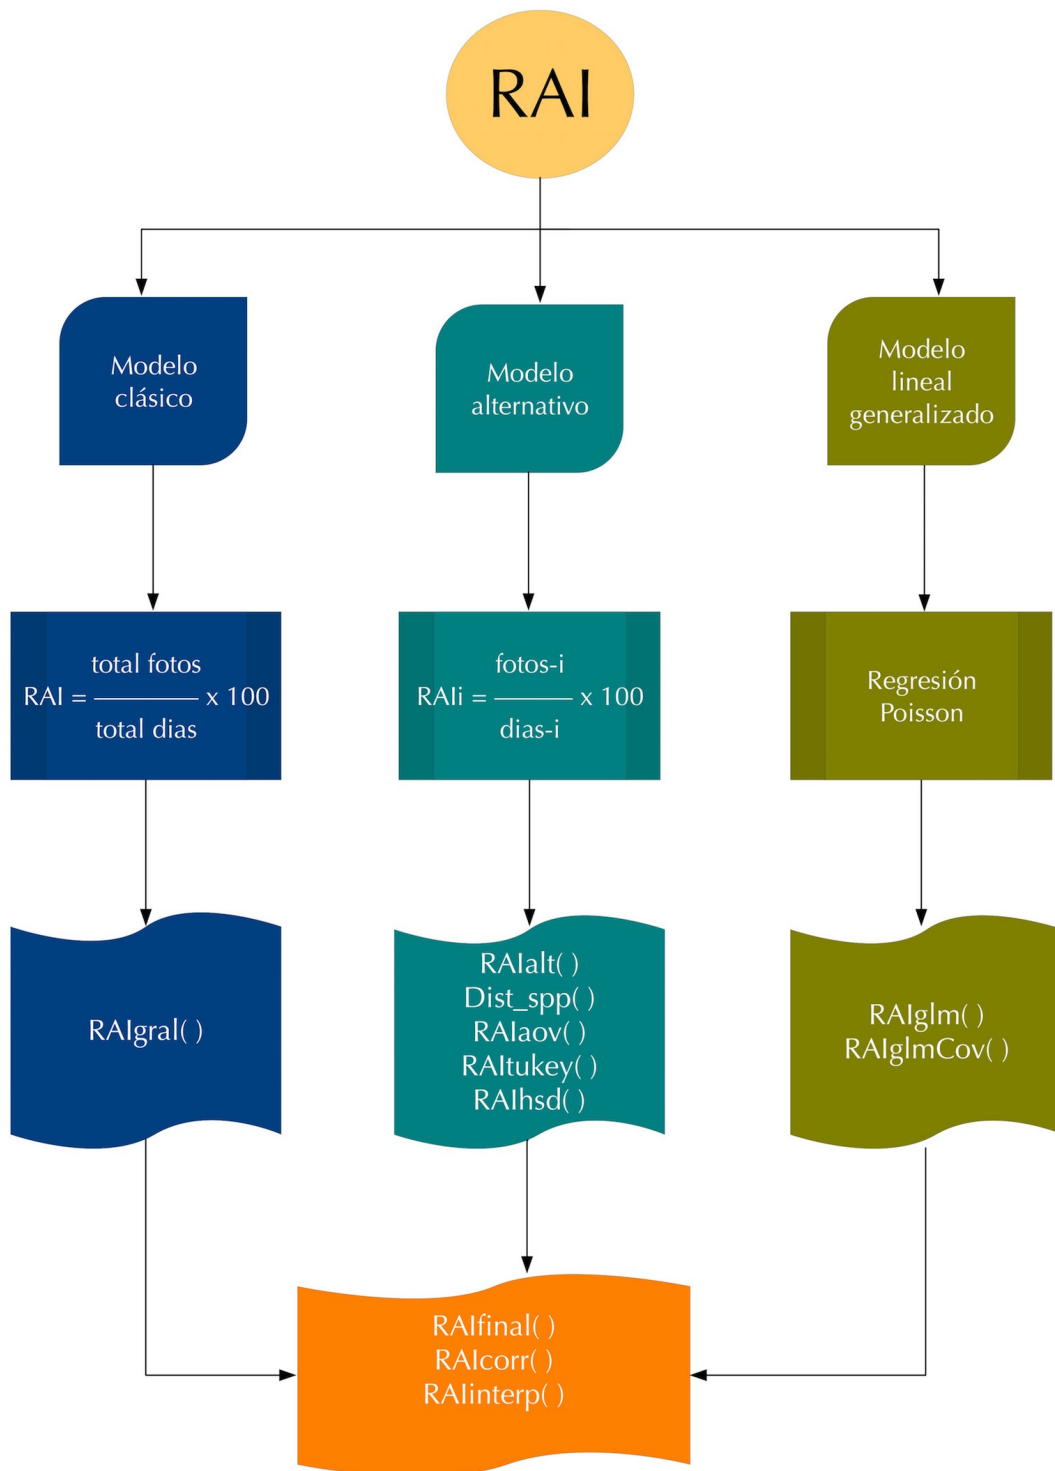 RAI
Modelo
clásico
Modelo
alternativo
Modelo
lineal
generalizado
total fotos
RAI = ——— x 100
total dias
fotos-i
RAIi = ——— x 100
dias-i
Regresión
Poisson
RAIgral( )
RAIalt( )
Dist_spp( )
RAIaov( )
RAItukey( )
RAIhsd( )
RAIglm( )
RAIglmCov( )
RAIfinal( )
RAIcorr( )
RAIinterp( )